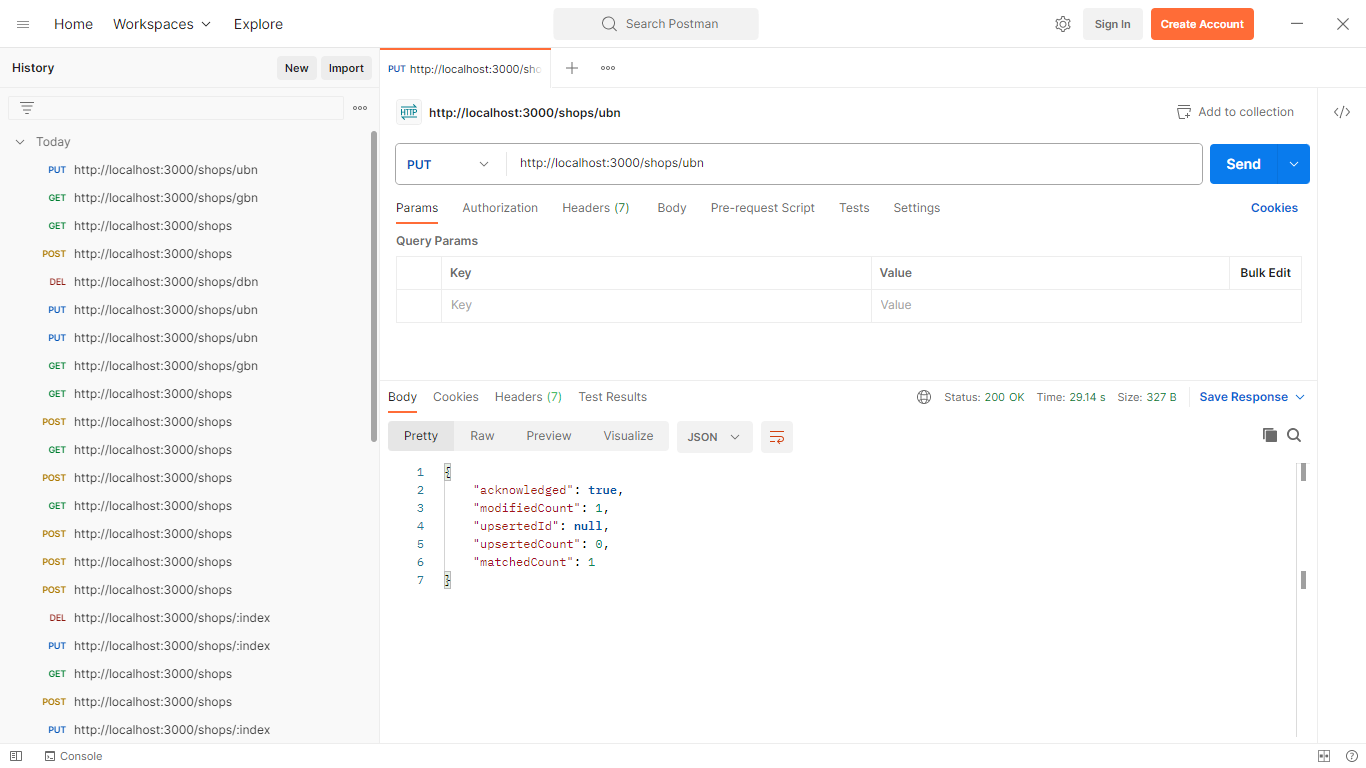 Home Workspaces Explore Search Postman Sign In Create Account
History New Import
PUT http://localhost:3000/sho
Today
PUT http://localhost:3000/shops/ubn
GET http://localhost:3000/shops/gbn
GET http://localhost:3000/shops
POST http://localhost:3000/shops
DEL http://localhost:3000/shops/dbn
PUT http://localhost:3000/shops/ubn
PUT http://localhost:3000/shops/ubn
GET http://localhost:3000/shops/gbn
GET http://localhost:3000/shops
POST http://localhost:3000/shops
GET http://localhost:3000/shops
POST http://localhost:3000/shops
GET http://localhost:3000/shops
POST http://localhost:3000/shops
POST http://localhost:3000/shops
POST http://localhost:3000/shops
DEL http://localhost:3000/shops/:index
PUT http://localhost:3000/shops/:index
GET http://localhost:3000/shops
POST http://localhost:3000/shops
PUT http://localhost:3000/shops/:index
HTTP http://localhost:3000/shops/ubn Add to collection
PUT http://localhost:3000/shops/ubn Send
Params Authorization Headers (7) Body Pre-request Script Tests Settings Cookies
Query Params
Key Value Bulk Edit
Key Value
Body Cookies Headers (7) Test Results Status: 200 OK Time: 29.14 s Size: 327 B Save Response
Pretty Raw Preview Visualize JSON
1 {
2 "acknowledged": true,
3 "modifiedCount": 1,
4 "upsertedId": null,
5 "upsertedCount": 0,
6 "matchedCount": 1
7 }
Console